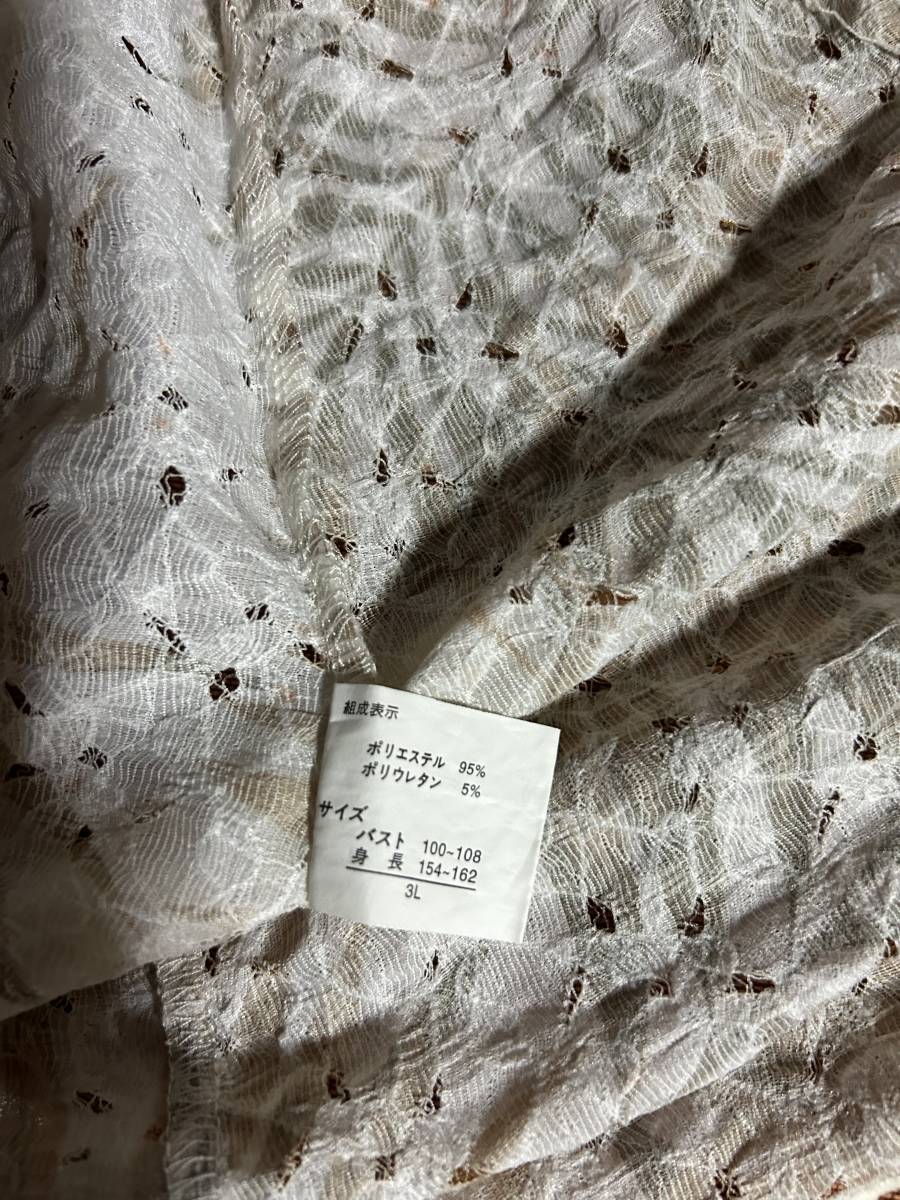 組成表示
ポリエステル 95%
ポリウレタン 5%
サイズ
バスト 100~108
身長 154~162
3L